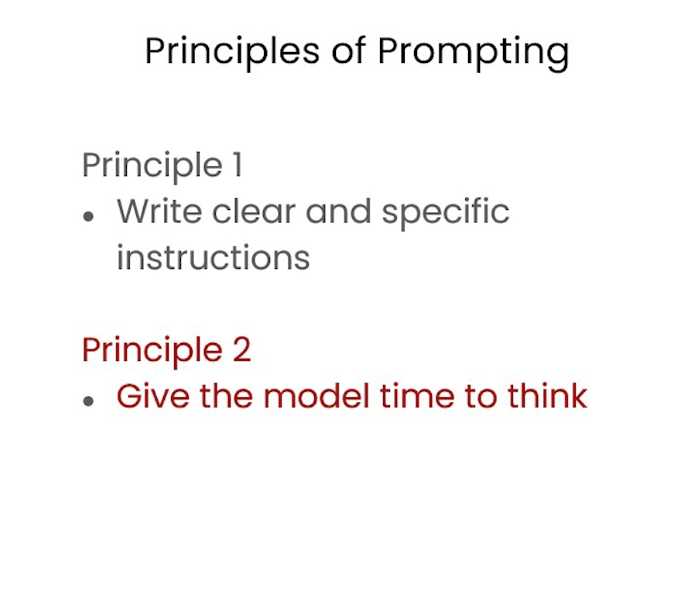 Principles of Prompting
Principle 1
• Write clear and specific
instructions
Principle 2
• Give the model time to think